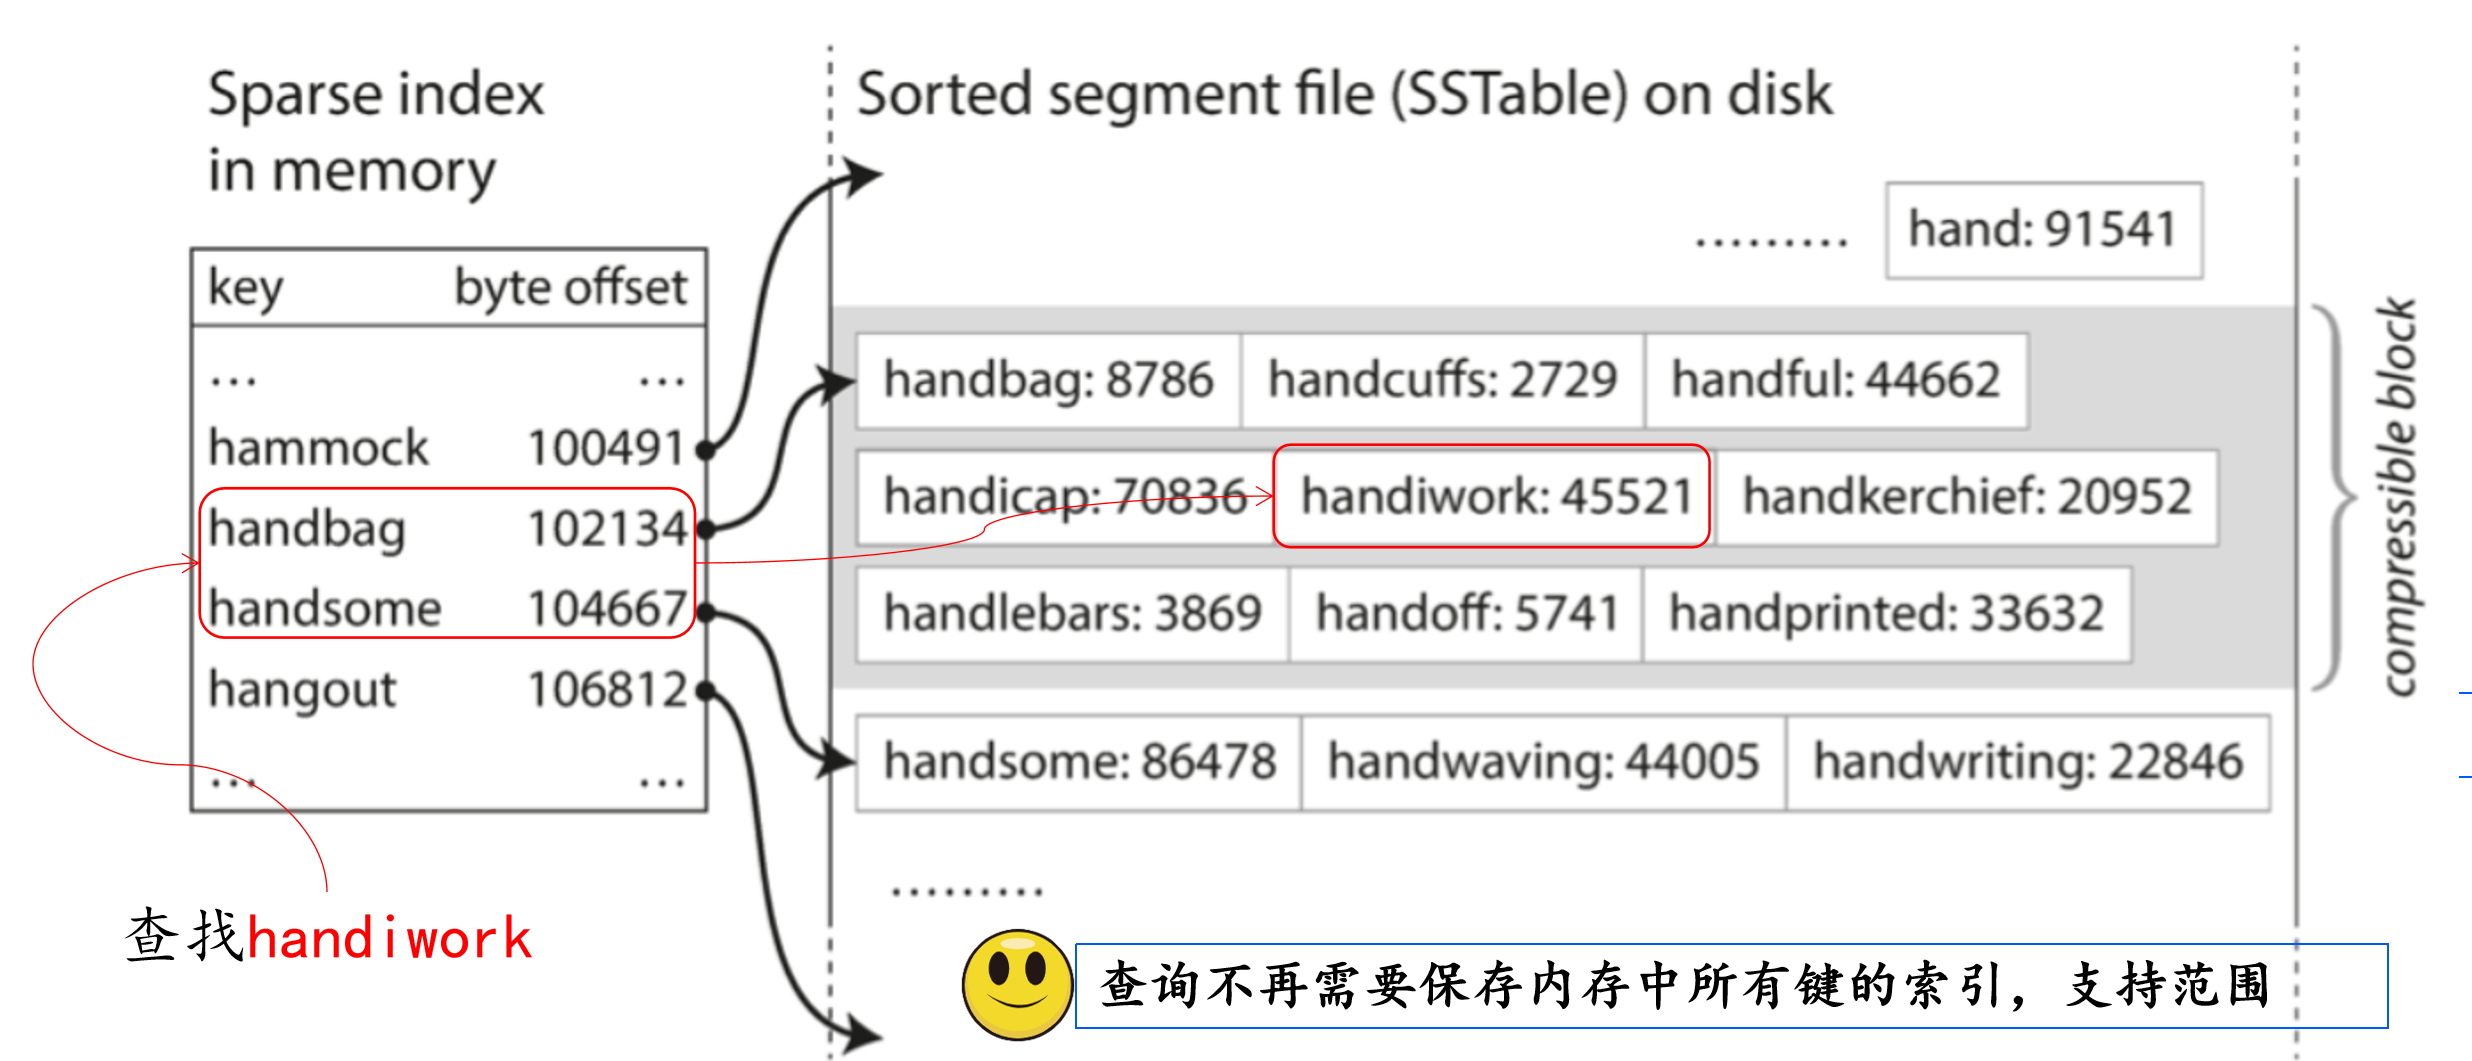 Sparse index
in memory
key byte offset
... ...
hammock 100491
handbag 102134
handsome 104667
hangout 106812
... ...
查找handiwork
Sorted segment file (SSTable) on disk
......... hand: 91541
handbag: 8786 handcuffs: 2729 handful: 44662
handicap: 70836 handiwork: 45521 handkerchief: 20952
handlebars: 3869 handoff: 5741 handprinted: 33632
handsome: 86478 handwaving: 44005 handwriting: 22846
.........
compressible block
查询不再需要保存内存中所有键的索引，支持范围